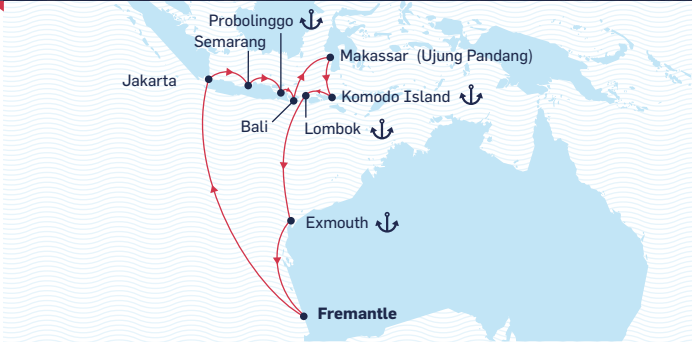 Probolinggo
Semarang
Makassar (Ujung Pandang)
Jakarta
Komodo Island
Bali
Lombok
Exmouth
Fremantle